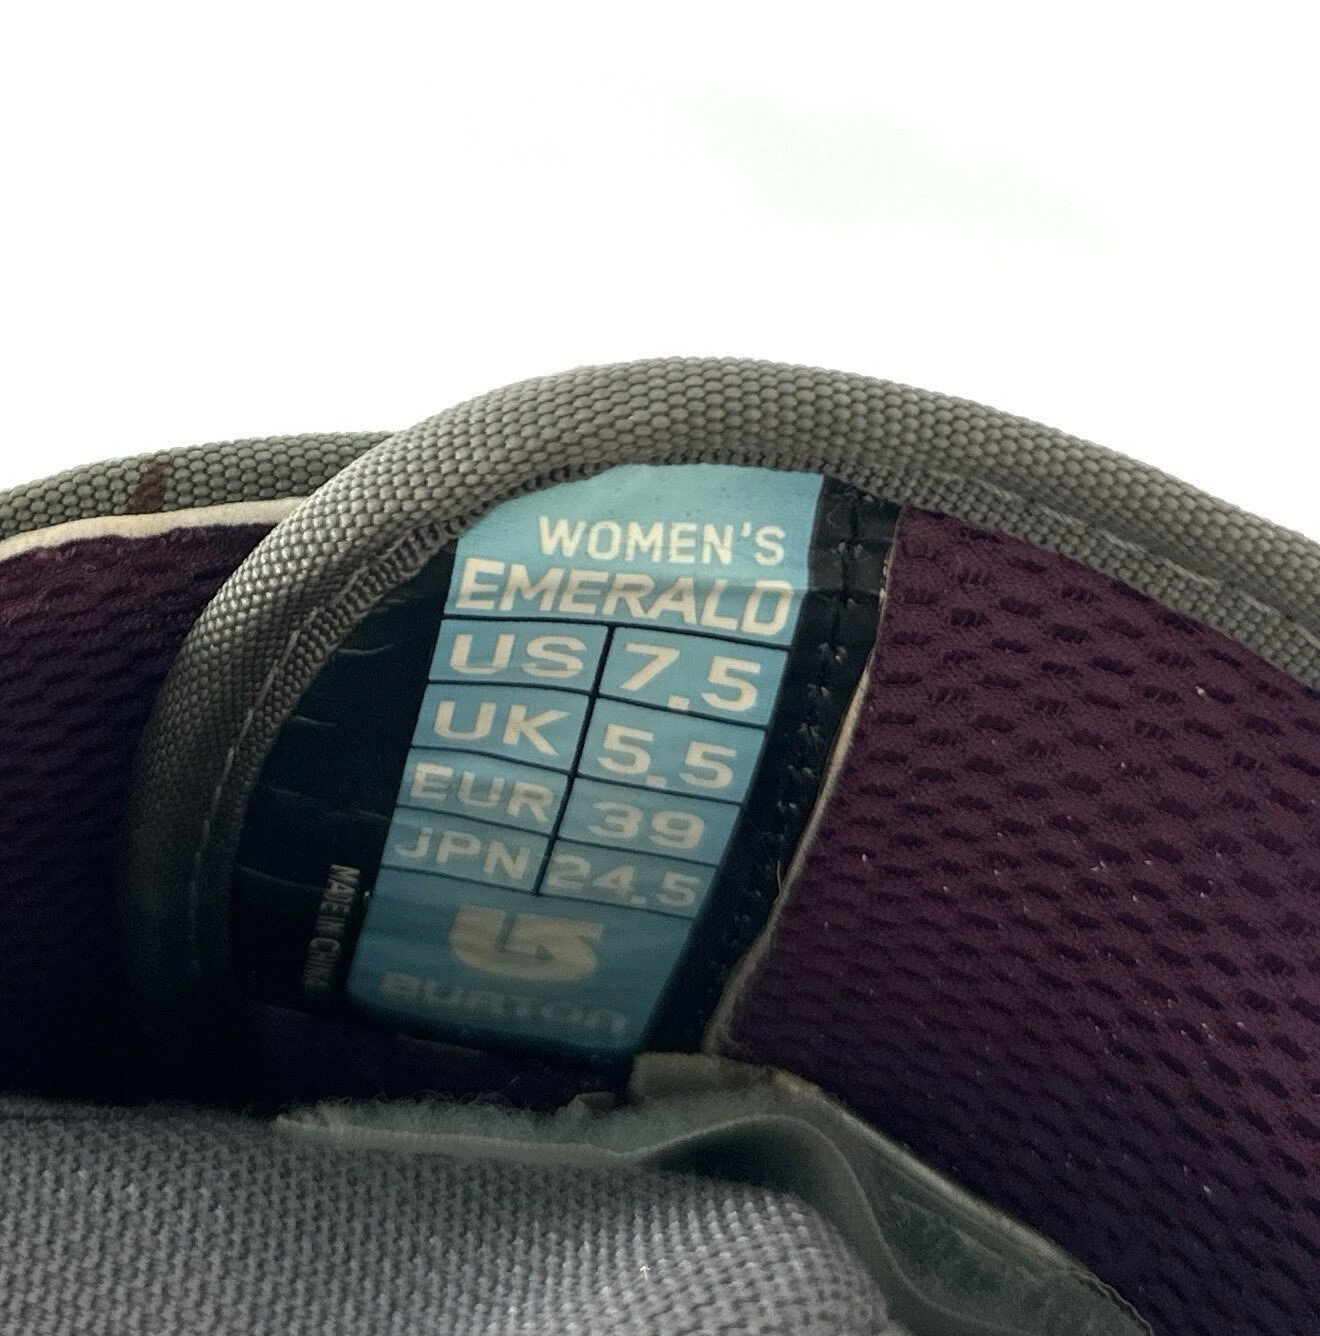 WOMEN'S
EMERALD
US 7.5
UK 5.5
EUR 39
JPN 24.5
BURTON
MADE IN CHINA